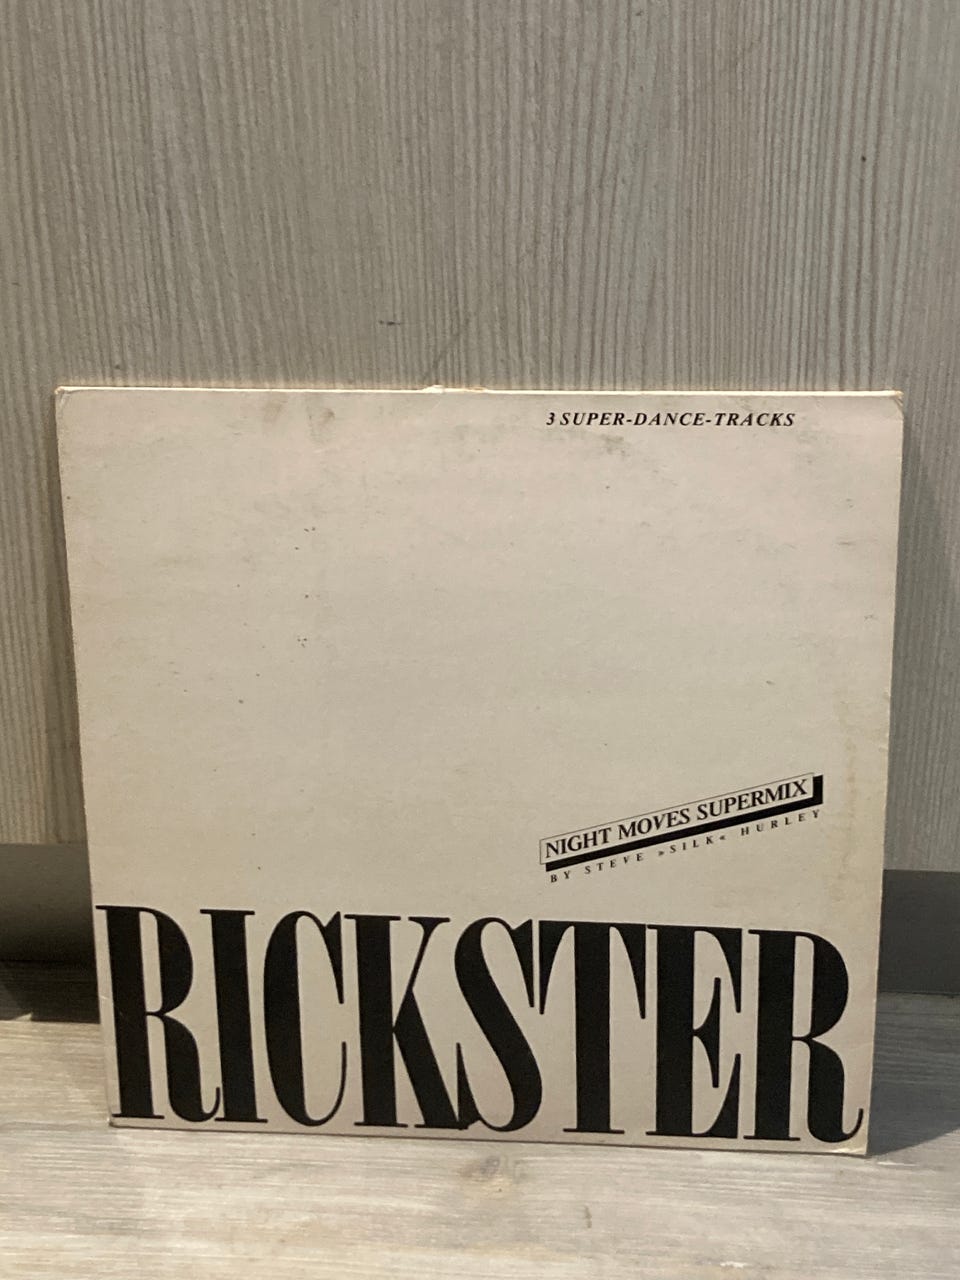 3 SUPER-DANCE-TRACKS
NIGHT MOVES SUPERMIX
BY STEVE »SILK« HURLEY
RICKSTER